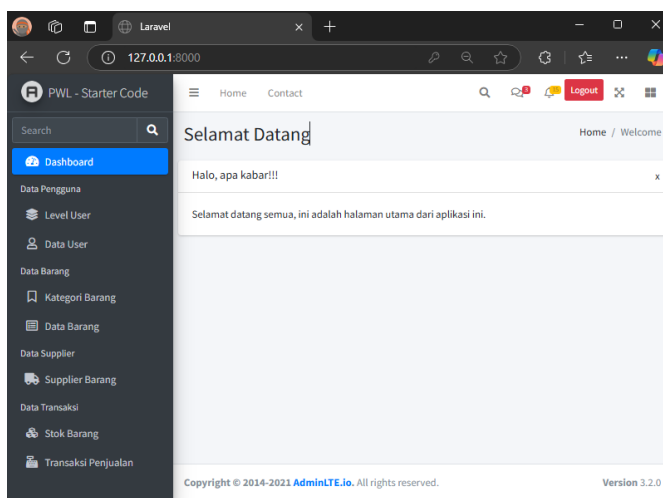 Laravel
127.0.0.1:8000
PWL - Starter Code
Home Contact
3
Logout
Search
Selamat Datang
Home / Welcome
Dashboard
Halo, apa kabar!!!
x
Data Pengguna
Selamat datang semua, ini adalah halaman utama dari aplikasi ini.
Level User
Data User
Data Barang
Kategori Barang
Data Barang
Data Supplier
Supplier Barang
Data Transaksi
Stok Barang
Transaksi Penjualan
Copyright © 2014-2021 AdminLTE.io. All rights reserved.
Version 3.2.0